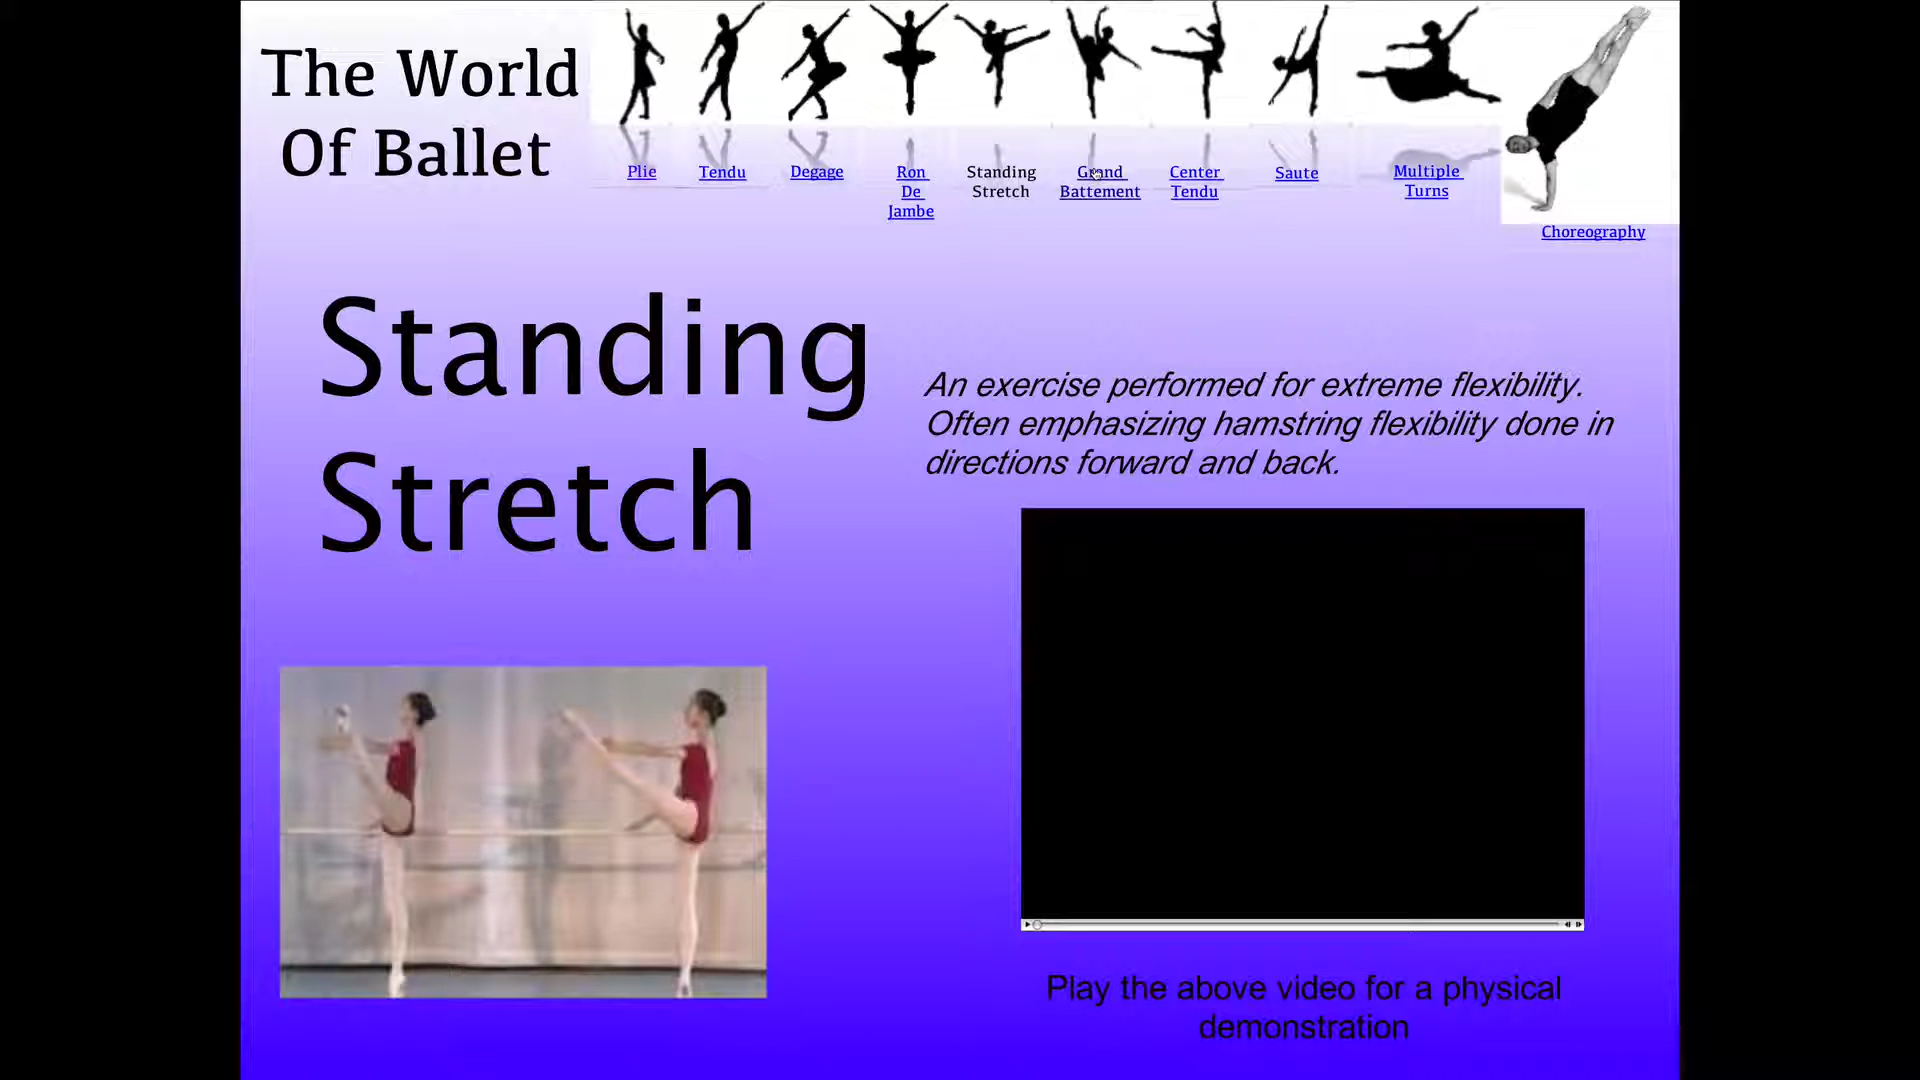 The World
Of Ballet
Plie
Tendu
Degage
Ron
De
Jambe
Standing
Stretch
Grand
Battement
Center
Tendu
Saute
Multiple
Turns
Choreography
Standing
Stretch
An exercise performed for extreme flexibility.
Often emphasizing hamstring flexibility done in
directions forward and back.
Play the above video for a physical
demonstration